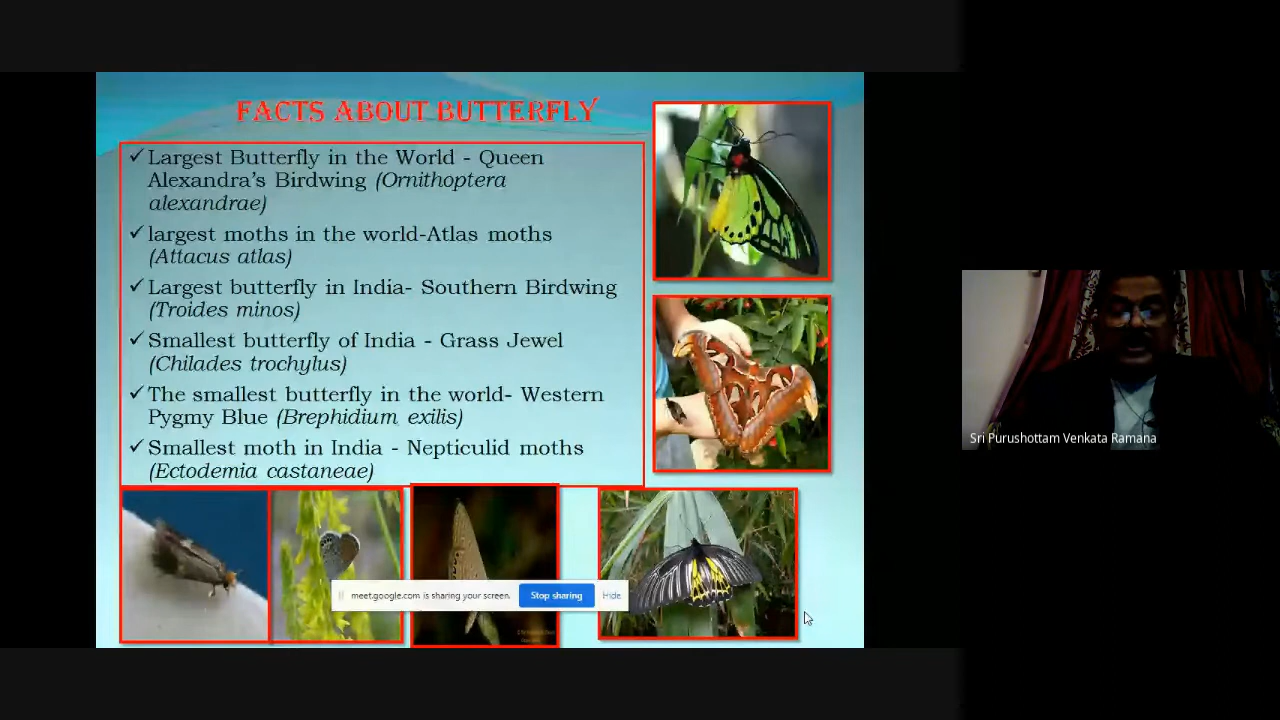 FACTS ABOUT BUTTERFLY
✓Largest Butterfly in the World - Queen
Alexandra's Birdwing (Ornithoptera
alexandrae)
✓largest moths in the world-Atlas moths
(Attacus atlas)
✓Largest butterfly in India- Southern Birdwing
(Troides minos)
✓Smallest butterfly of India - Grass Jewel
(Chilades trochylus)
✓The smallest butterfly in the world- Western
Pygmy Blue (Brephidium exilis)
✓Smallest moth in India - Nepticulid moths
(Ectodemia castaneae)
meet.google.com is sharing your screen.
Stop sharing
Hide
Sri Purushottam Venkata Ramana